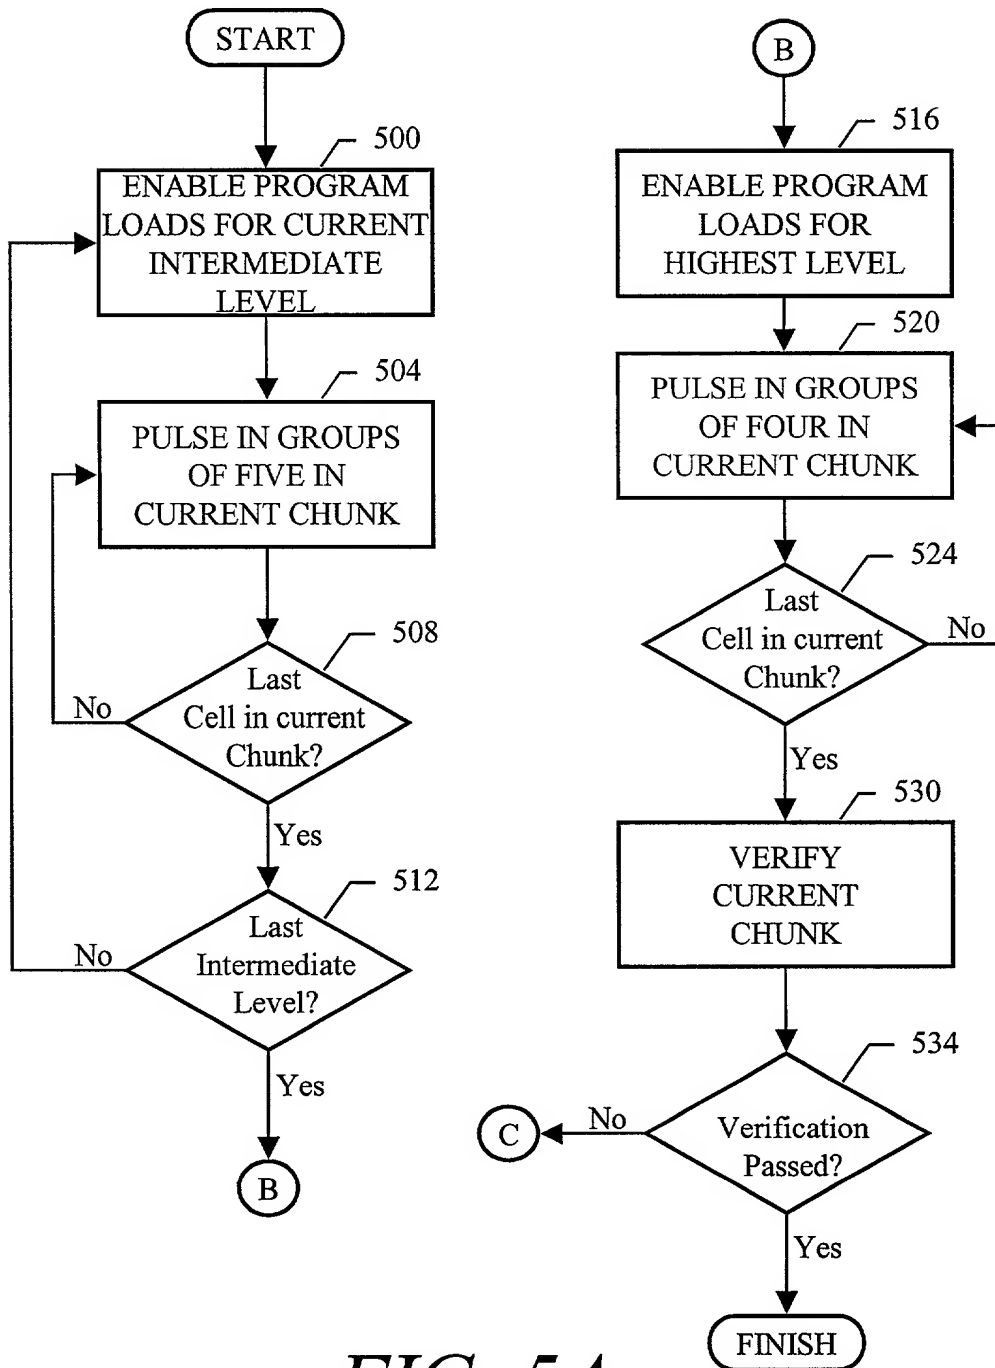 START
500
ENABLE PROGRAM
LOADS FOR CURRENT
INTERMEDIATE
LEVEL
504
PULSE IN GROUPS
OF FIVE IN
CURRENT CHUNK
508
Last
Cell in current
Chunk?
No
Yes
512
Last
Intermediate
Level?
No
Yes
B
B
516
ENABLE PROGRAM
LOADS FOR
HIGHEST LEVEL
520
PULSE IN GROUPS
OF FOUR IN
CURRENT CHUNK
524
Last
Cell in current
Chunk?
No
Yes
530
VERIFY
CURRENT
CHUNK
534
Verification
Passed?
No
C
Yes
FINISH
FIG. 5A